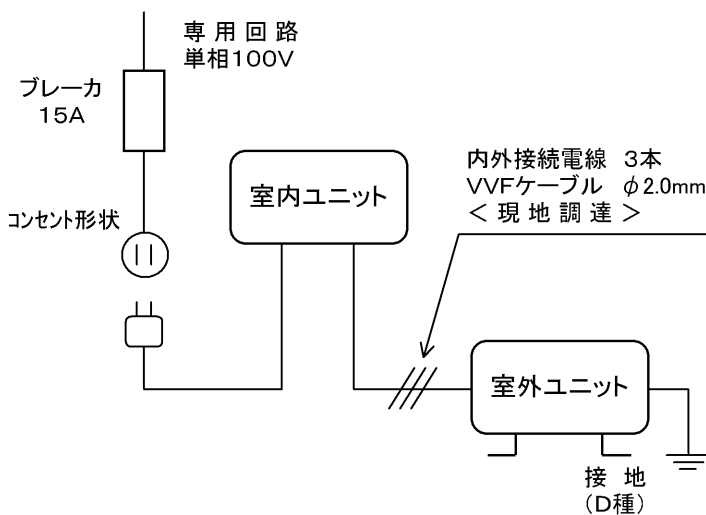 専用回路
単相100V
ブレーカ
15A
コンセント形状
室内ユニット
内外接続電線 3本
VVFケーブル φ2.0mm
<現地調達>
室外ユニット
接地
(D種)